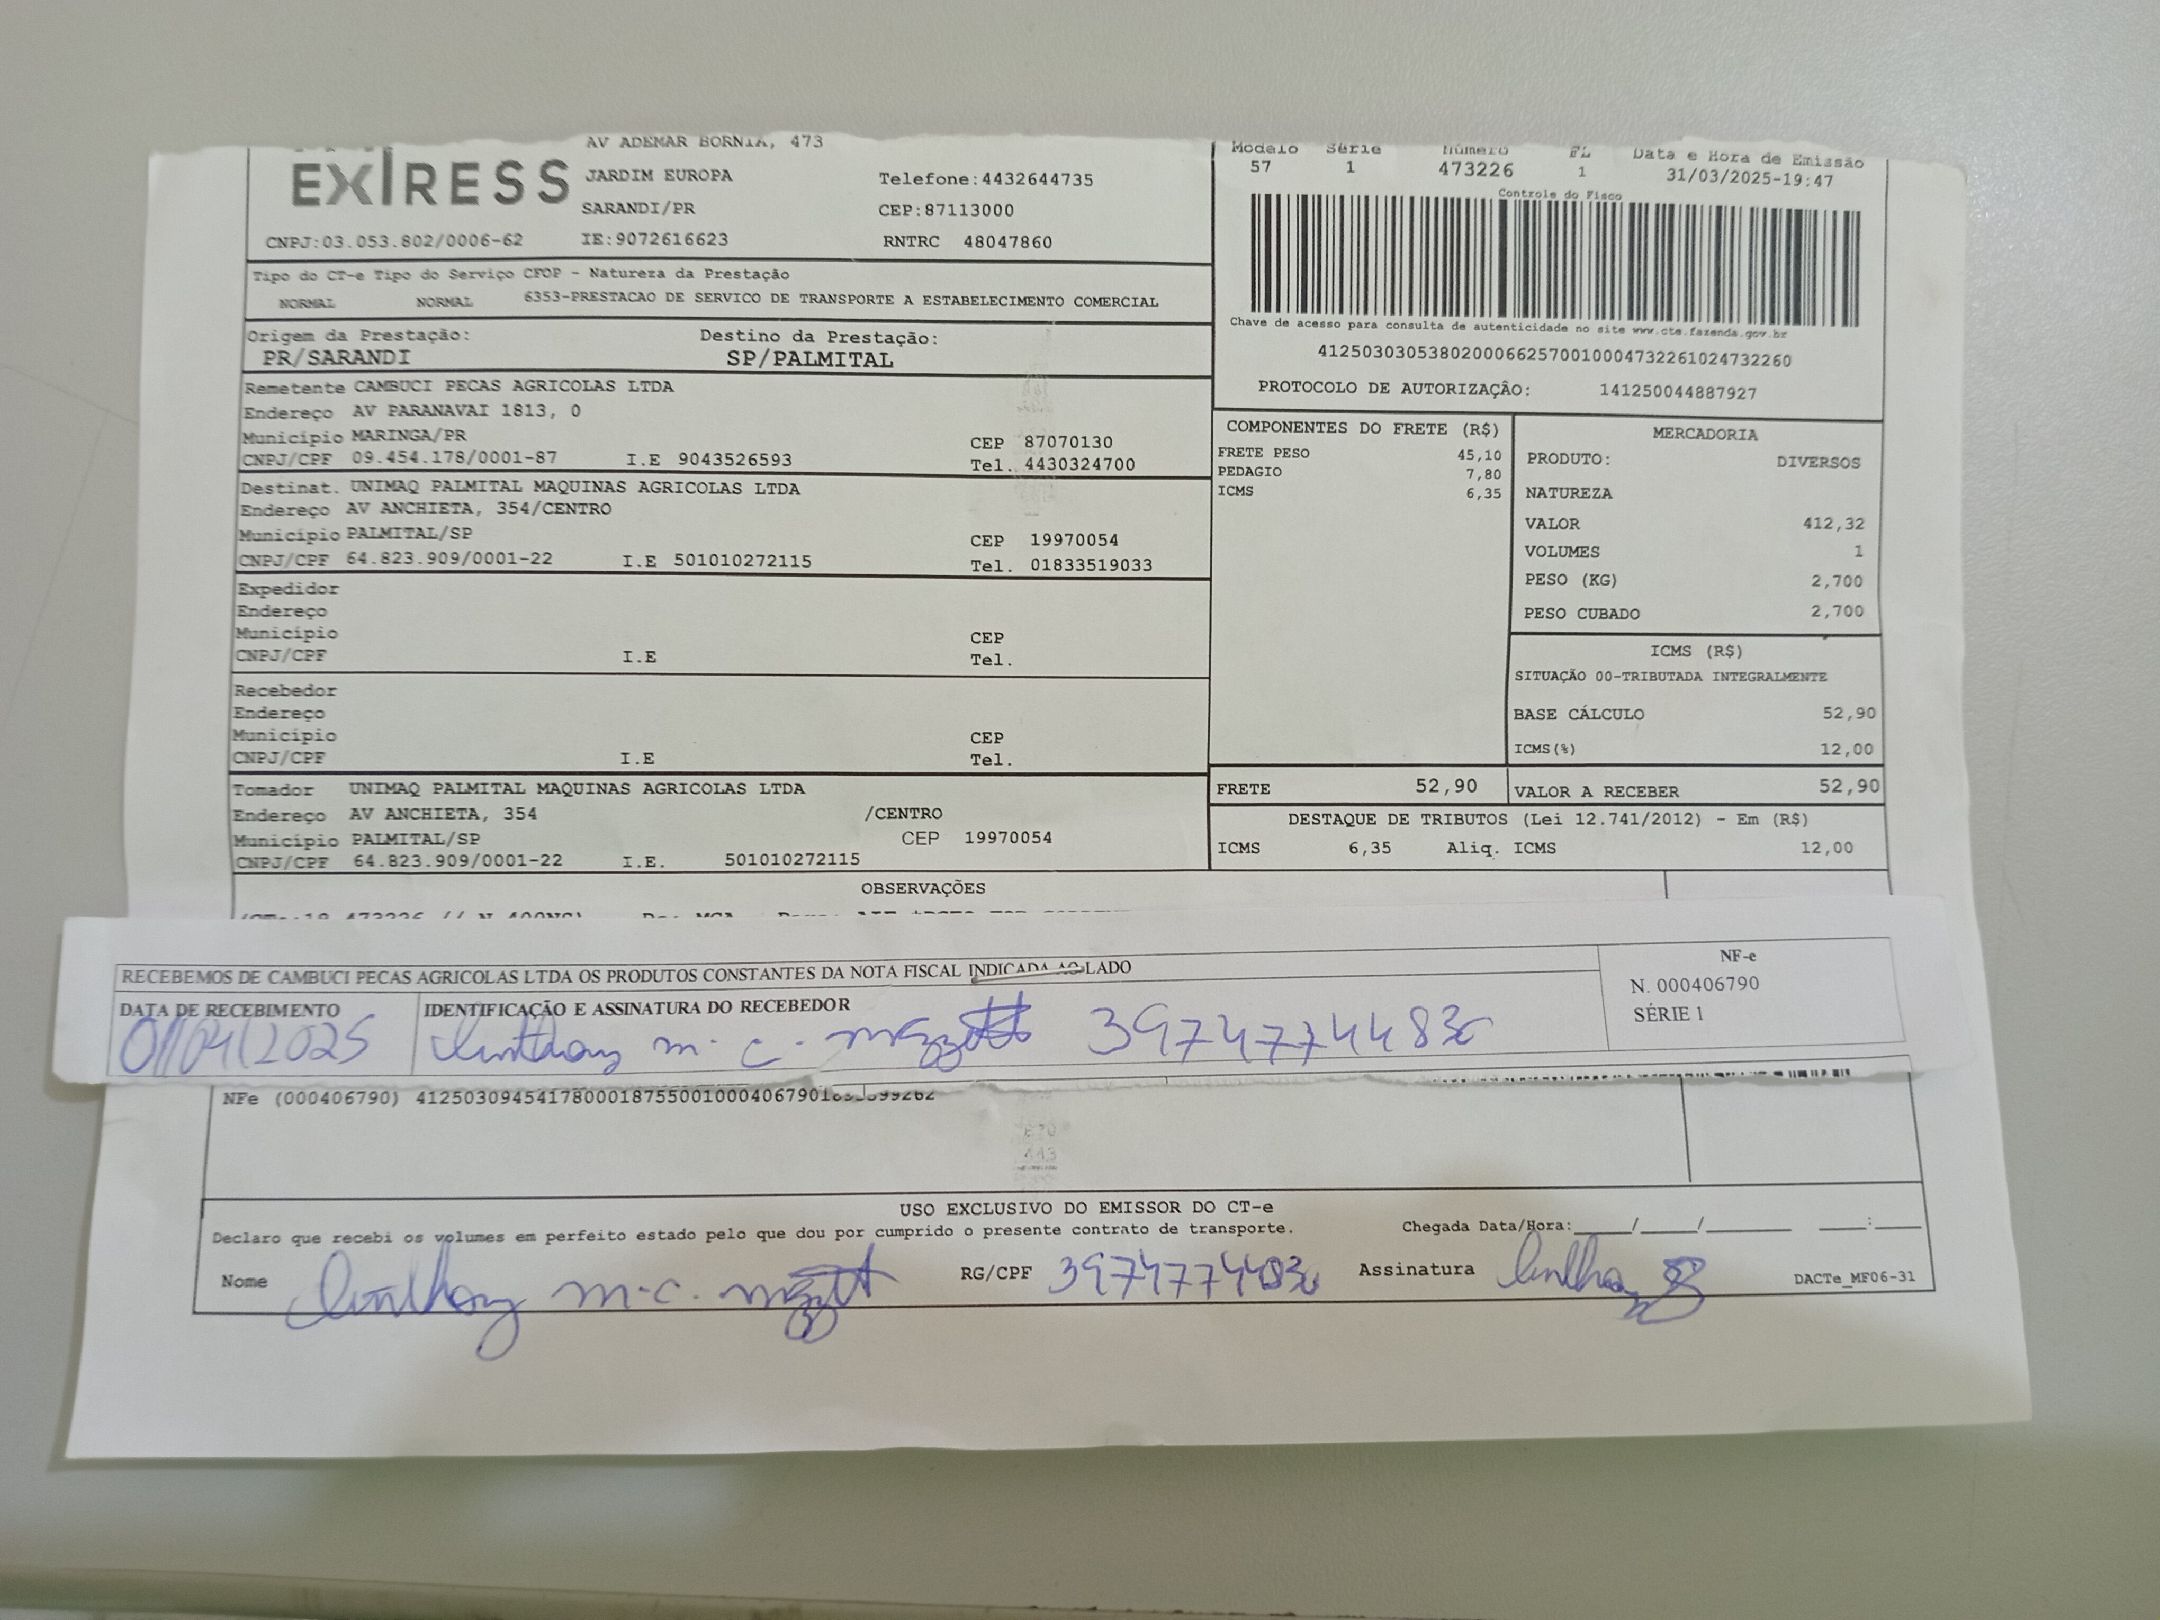 AV ADEMAR BORNIA, 473
EXPRESS
JARDIM EUROPA Telefone:4432644735
SARANDI/PR CEP:87113000
CNPJ:03.053.802/0006-62 IE:9072616623 RNTRC 48047860
Modelo Série Número FL Data e Hora de Emissão
57 1 473226 1 31/03/2025-19:47
Controle do Fisco
Chave de acesso para consulta de autenticidade no site www.cte.fazenda.gov.br
41250303053802000662570010004732261024732260
PROTOCOLO DE AUTORIZAÇÂO: 141250044887927
Tipo do CT-e Tipo do Serviço CFOP - Natureza da Prestação
NORMAL NORMAL 6353-PRESTACAO DE SERVICO DE TRANSPORTE A ESTABELECIMENTO COMERCIAL
Origem da Prestação: Destino da Prestação:
PR/SARANDI SP/PALMITAL
Remetente CAMBUCI PECAS AGRICOLAS LTDA
Endereço AV PARANAVAI 1813, 0
Município MARINGA/PR CEP 87070130
CNPJ/CPF 09.454.178/0001-87 I.E 9043526593 Tel. 4430324700
Destinat. UNIMAQ PALMITAL MAQUINAS AGRICOLAS LTDA
Endereço AV ANCHIETA, 354/CENTRO
Município PALMITAL/SP CEP 19970054
CNPJ/CPF 64.823.909/0001-22 I.E 501010272115 Tel. 01833519033
Expedidor
Endereço
Município CEP
CNPJ/CPF I.E Tel.
Recebedor
Endereço
Município CEP
CNPJ/CPF I.E Tel.
Tomador UNIMAQ PALMITAL MAQUINAS AGRICOLAS LTDA
Endereço AV ANCHIETA, 354 /CENTRO
Município PALMITAL/SP CEP 19970054
CNPJ/CPF 64.823.909/0001-22 I.E. 501010272115
COMPONENTES DO FRETE (R$)
FRETE PESO 45,10
PEDAGIO 7,80
ICMS 6,35
MERCADORIA
PRODUTO: DIVERSOS
NATUREZA
VALOR 412,32
VOLUMES 1
PESO (KG) 2,700
PESO CUBADO 2,700
ICMS (R$)
SITUAÇÃO 00-TRIBUTADA INTEGRALMENTE
BASE CÁLCULO 52,90
ICMS(%) 12,00
FRETE 52,90 VALOR A RECEBER 52,90
DESTAQUE DE TRIBUTOS (Lei 12.741/2012) - Em (R$)
ICMS 6,35 Aliq. ICMS 12,00
OBSERVAÇÕES
RECEBEMOS DE CAMBUCI PECAS AGRICOLAS LTDA OS PRODUTOS CONSTANTES DA NOTA FISCAL INDICADA AO LADO
DATA DE RECEBIMENTO IDENTIFICAÇÃO E ASSINATURA DO RECEBEDOR
01/04/2025 m. c.
NF-e
N. 000406790
SÉRIE 1
NFe (000406790)
USO EXCLUSIVO DO EMISSOR DO CT-e
Declaro que recebi os volumes em perfeito estado pelo que dou por cumprido o presente contrato de transporte. Chegada Data/Hora:
Nome m.c. RG/CPF Assinatura DACTe_MF06-31